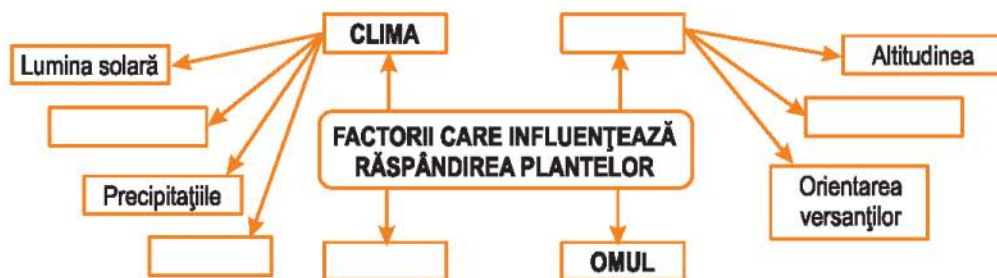 CLIMA
Lumina solară
Altitudinea
FACTORII CARE INFLUENŢEAZĂ
RĂSPÂNDIREA PLANTELOR
Precipitaţiile
Orientarea
versanţilor
OMUL